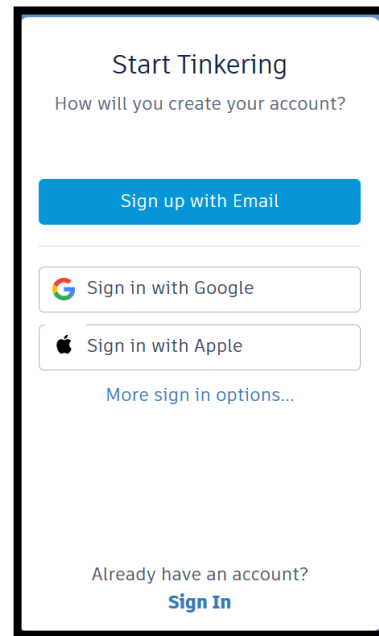 Start Tinkering
How will you create your account?
Sign up with Email
Sign in with Google
Sign in with Apple
More sign in options...
Already have an account?
Sign In